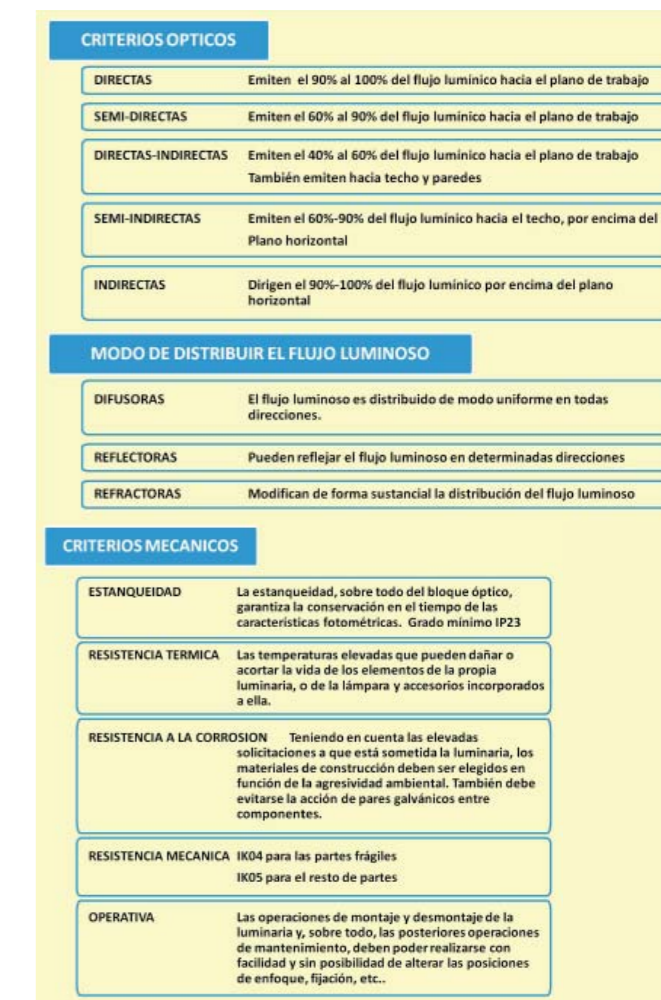 CRITERIOS OPTICOS
DIRECTAS Emiten el 90% al 100% del flujo lumínico hacia el plano de trabajo
SEMI-DIRECTAS Emiten el 60% al 90% del flujo lumínico hacia el plano de trabajo
DIRECTAS-INDIRECTAS Emiten el 40% al 60% del flujo lumínico hacia el plano de trabajo
También emiten hacia techo y paredes
SEMI-INDIRECTAS Emiten el 60%-90% del flujo lumínico hacia el techo, por encima del
Plano horizontal
INDIRECTAS Dirigen el 90%-100% del flujo lumínico por encima del plano
horizontal
MODO DE DISTRIBUIR EL FLUJO LUMINOSO
DIFUSORAS El flujo luminoso es distribuido de modo uniforme en todas
direcciones.
REFLECTORAS Pueden reflejar el flujo luminoso en determinadas direcciones
REFRACTORAS Modifican de forma sustancial la distribución del flujo luminoso
CRITERIOS MECANICOS
ESTANQUEIDAD La estanqueidad, sobre todo del bloque óptico,
garantiza la conservación en el tiempo de las
características fotométricas. Grado mínimo IP23
RESISTENCIA TERMICA Las temperaturas elevadas que pueden dañar o
acortar la vida de los elementos de la propia
luminaria, o de la lámpara y accesorios incorporados
a ella.
RESISTENCIA A LA CORROSION Teniendo en cuenta las elevadas
solicitaciones a que está sometida la luminaria, los
materiales de construcción deben ser elegidos en
función de la agresividad ambiental. También debe
evitarse la acción de pares galvánicos entre
componentes.
RESISTENCIA MECANICA IK04 para las partes frágiles
IK05 para el resto de partes
OPERATIVA Las operaciones de montaje y desmontaje de la
luminaria y, sobre todo, las posteriores operaciones
de mantenimiento, deben poder realizarse con
facilidad y sin posibilidad de alterar las posiciones
de enfoque, fijación, etc..